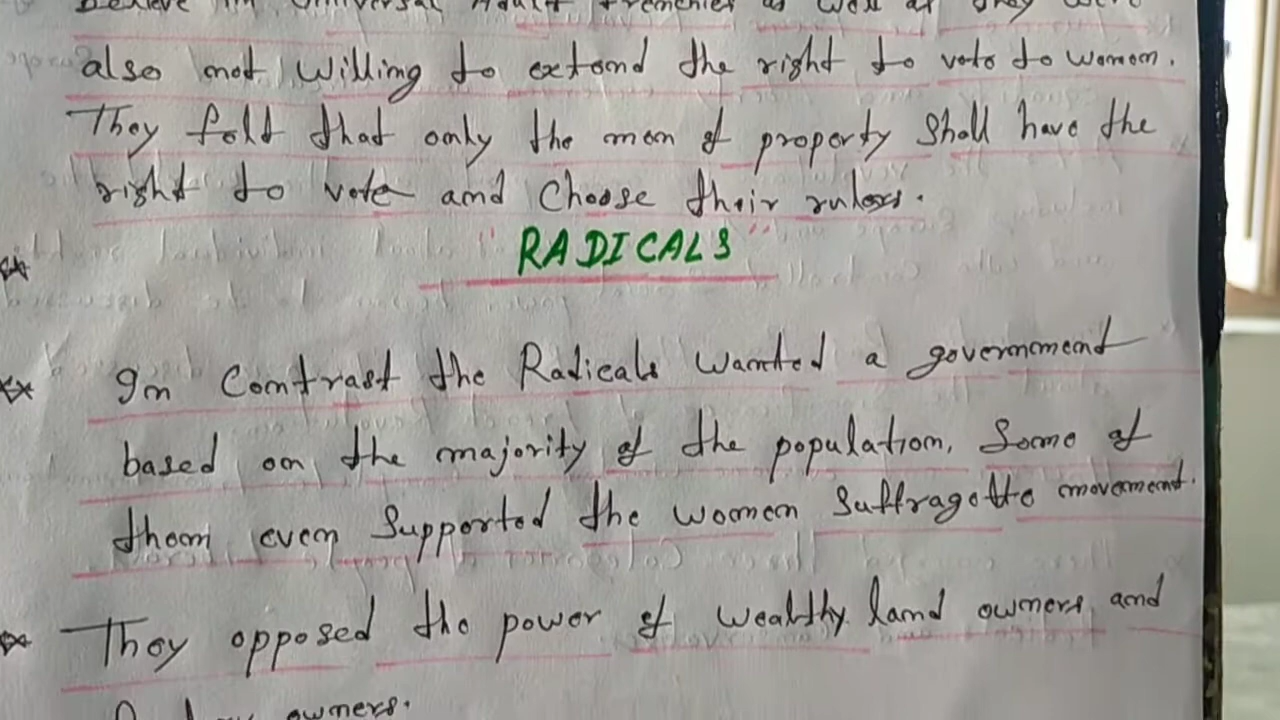 also not willing to extend the right to vote to women.
They felt that only the men of property shall have the
right to vote and choose their rulers.
"RADICALS"
In Contrast the Radicals wanted a government
based on the majority of the population. Some of
them even Supported the women Suffragette movement.
They opposed the power of wealthy land owners and
owners.